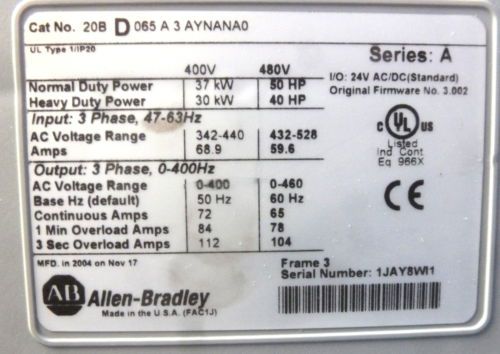 Cat No. 20B D 065 A 3 AYNANA0
UL Type 1/IP20
Series: A
400V 480V
I/O: 24V AC/DC(Standard)
Original Firmware No. 3.002
Normal Duty Power 37 kW 50 HP
Heavy Duty Power 30 kW 40 HP
Input: 3 Phase, 47-63Hz
AC Voltage Range 342-440 432-528
Amps 68.9 59.6
C UL US
Listed
Ind. Cont.
Eq 966X
Output: 3 Phase, 0-400Hz
AC Voltage Range 0-400 0-460
Base Hz (default) 50 Hz 60 Hz
Continuous Amps 72 65
1 Min Overload Amps 84 78
3 Sec Overload Amps 112 104
CE
MFD. in 2004 on Nov 17
Frame 3
Serial Number: 1JAY8WI1
AB Allen-Bradley
Made in the U.S.A. (FAC1J)